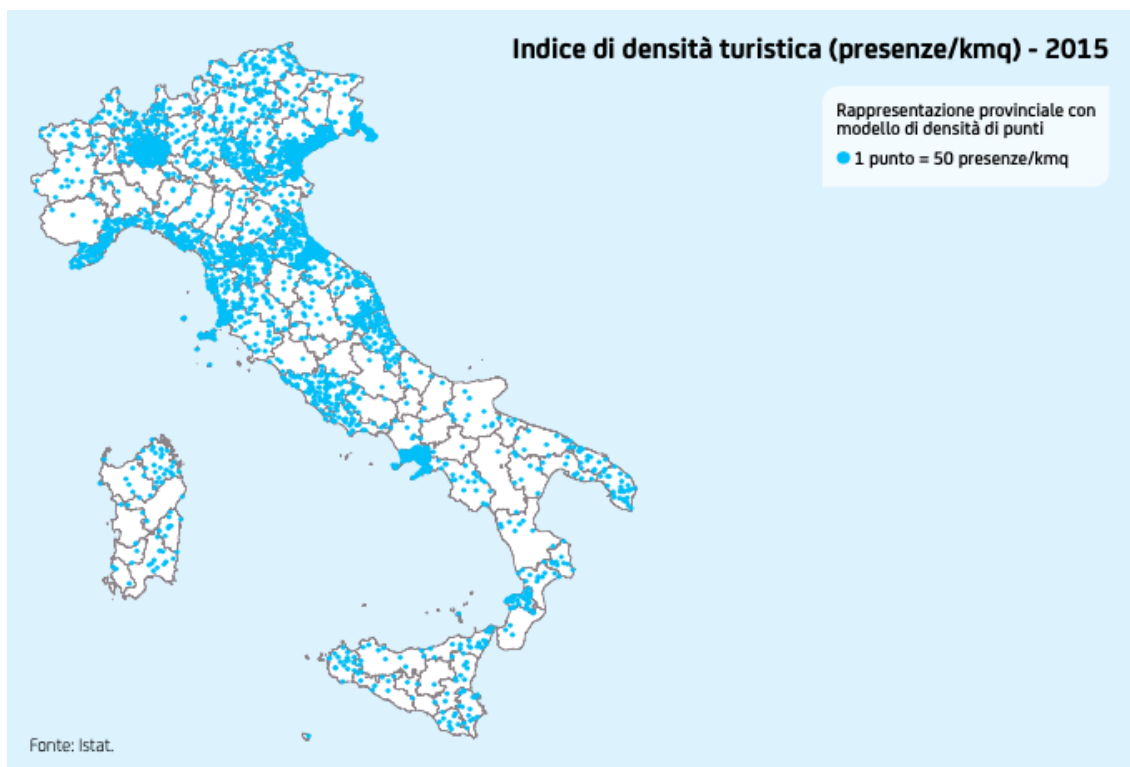 Indice di densità turistica (presenze/kmq) - 2015
Rappresentazione provinciale con
modello di densità di punti
1 punto = 50 presenze/kmq
Fonte: Istat.